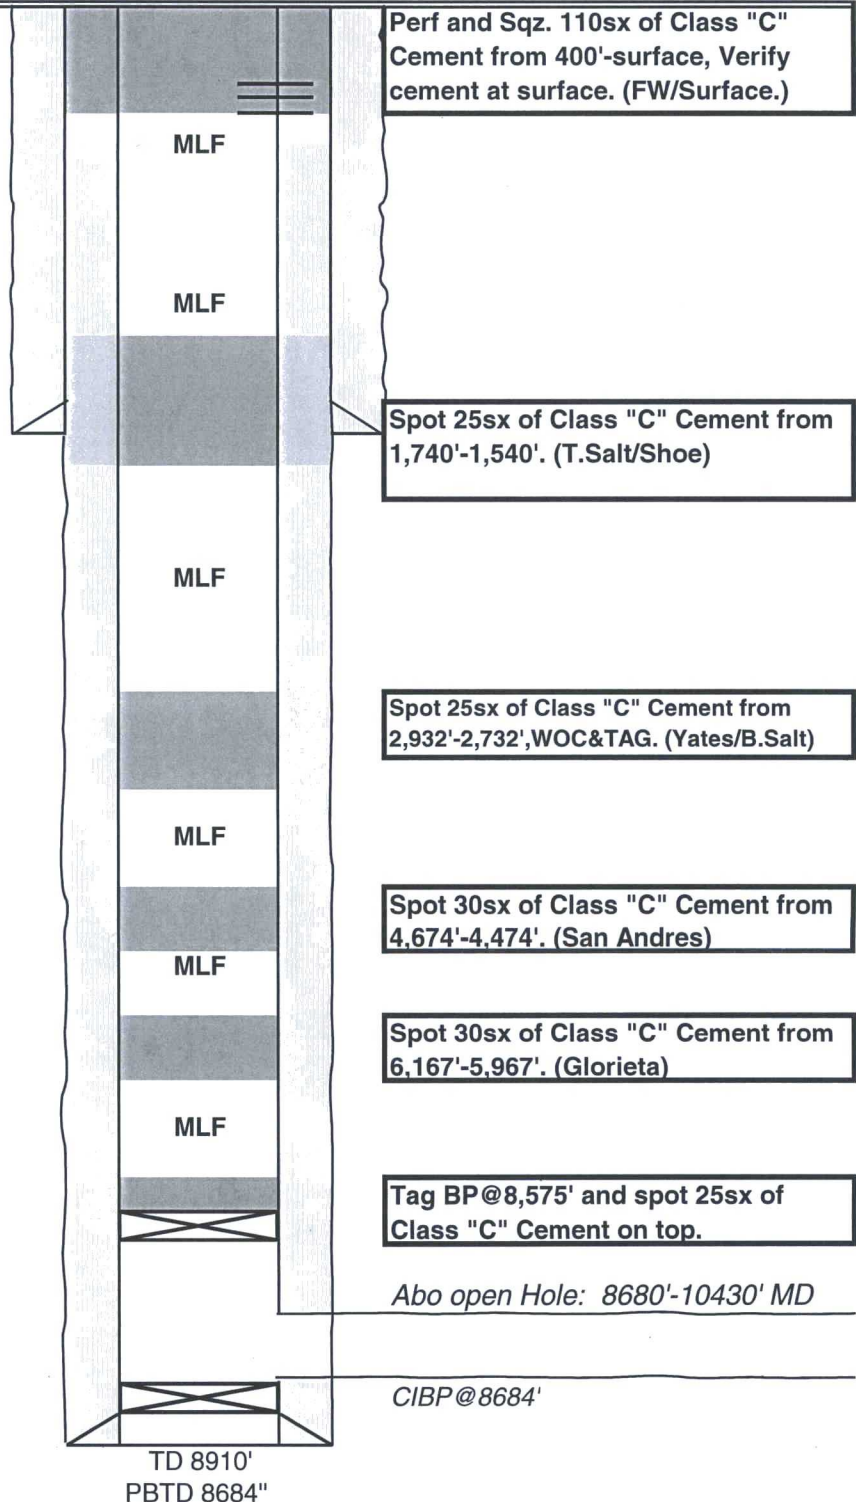 Perf and Sqz. 110sx of Class "C"
Cement from 400'-surface, Verify
cement at surface. (FW/Surface.)
MLF
MLF
Spot 25sx of Class "C" Cement from
1,740'-1,540'. (T.Salt/Shoe)
MLF
Spot 25sx of Class "C" Cement from
2,932'-2,732',WOC&TAG. (Yates/B.Salt)
MLF
Spot 30sx of Class "C" Cement from
4,674'-4,474'. (San Andres)
MLF
Spot 30sx of Class "C" Cement from
6,167'-5,967'. (Glorieta)
MLF
Tag BP@8,575' and spot 25sx of
Class "C" Cement on top.
Abo open Hole: 8680'-10430' MD
CIBP@8684'
TD 8910'
PBTD 8684"